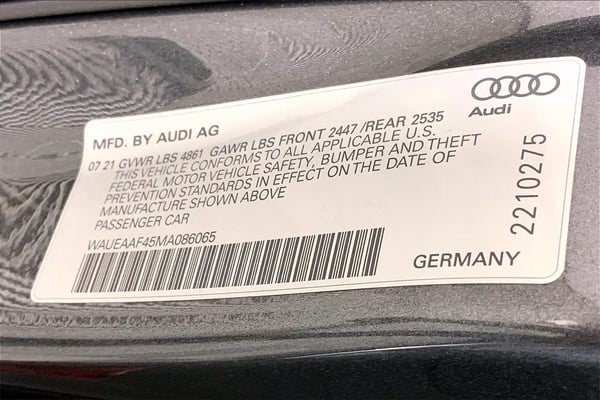 Audi
MFD. BY AUDI AG
07 21 GVWR LBS 4861 GAWR LBS FRONT 2447 /REAR 2535
THIS VEHICLE CONFORMS TO ALL APPLICABLE U.S.
FEDERAL MOTOR VEHICLE SAFETY, BUMPER AND THEFT
PREVENTION STANDARDS IN EFFECT ON THE DATE OF
MANUFACTURE SHOWN ABOVE
PASSENGER CAR
WAUEAAF45MA086065
GERMANY
2210275